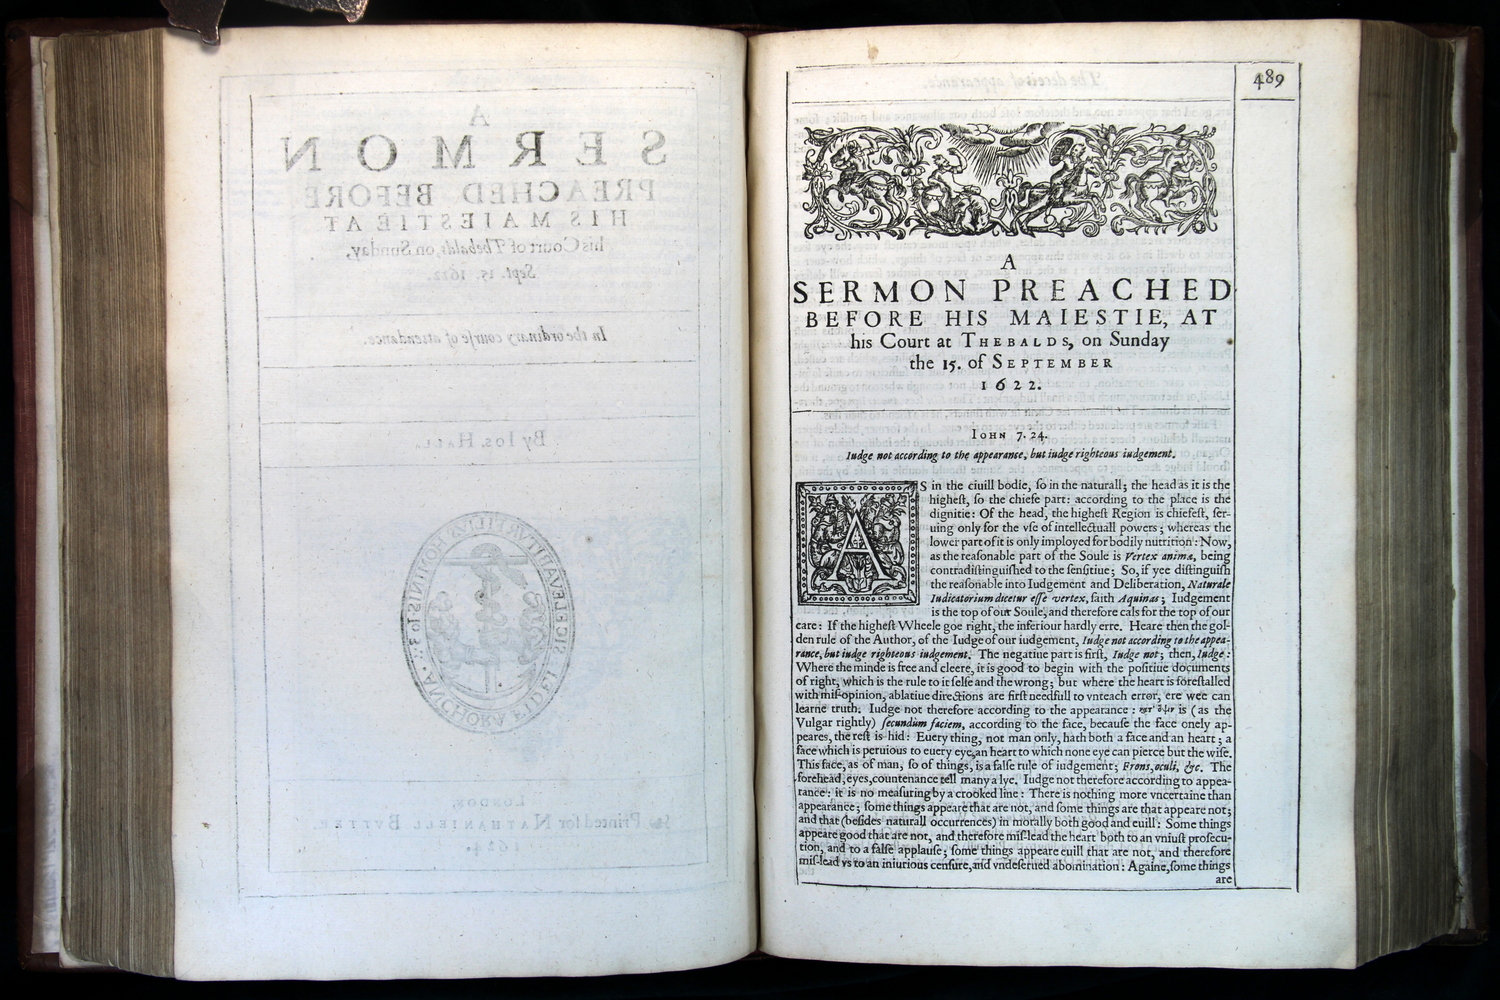 489
A
SERMON PREACHED
BEFORE HIS MAIESTIE, AT
his Court at THEBALDS, on Sunday
the 15. of SEPTEMBER
1622.
IOHN 7.24.
Iudge not according to the appearance, but iudge righteous iudgement.
AS in the ciuill bodie, ſo in the naturall; the head as it is the
higheſt, ſo the chiefe part: according to the place is the
dignitie: Of the head, the higheſt Region is chiefeſt, ſer-
uing only for the vſe of intellectuall powers; whereas the
lower part of it is only imployed for bodily nutrition: Now,
as the reaſonable part of the Soule is Vertex animæ, being
contradiſtinguiſhed to the ſenſitiue; So, if yee diſtinguiſh
the reaſonable into Iudgement and Deliberation, Naturale
Iudicatorium dicetur eſſe vertex, ſaith Aquinas; Iudgement
is the top of our Soule, and therefore cals for the top of our
care: If the higheſt Wheele goe right, the inferiour hardly erre. Heare then the gol-
den rule of the Author, of the Iudge of our iudgement, Iudge not according to the appea-
rance, but iudge righteous iudgement. The negatiue part is firſt, Iudge not; then, Iudge:
Where the minde is free and cleere, it is good to begin with the poſitiue documents
of right, which is the rule to it ſelfe and the wrong; but where the heart is foreſtalled
with miſ-opinion, ablatiue directions are firſt needfull to vnteach error, ere wee can
learne truth. Iudge not therefore according to the appearance: κατ' ὄψιν is (as the
Vulgar rightly) ſecundum faciem, according to the face, becauſe the face onely ap-
peares, the reſt is hid: Euery thing, not man only, hath both a face and an heart; a
face which is peruious to euery eye, an heart to which none eye can pierce but the wiſe.
This face, as of man, ſo of things, is a falſe rule of iudgement; Frons, oculi, &c. The
forehead, eyes, countenance tell many a lye. Iudge not therefore according to appea-
rance: it is no meaſuring by a crooked line: There is nothing more vncertaine than
appearance; ſome things appeare that are not, and ſome things are that appeare not;
and that (beſides naturall occurrences) in morally both good and euill: Some things
appeare good that are not, and therefore miſ-lead the heart both to an vniuſt proſecu-
tion, and to a falſe applauſe; ſome things appeare euill that are not, and therefore
miſ-lead vs to an iniurious cenſure, and vndeſerued abomination: Againe, ſome things
are